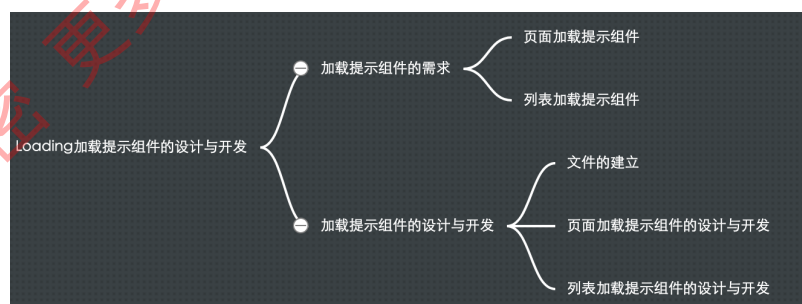 Loading加载提示组件的设计与开发
加载提示组件的需求
页面加载提示组件
列表加载提示组件
加载提示组件的设计与开发
文件的建立
页面加载提示组件的设计与开发
列表加载提示组件的设计与开发
密 更